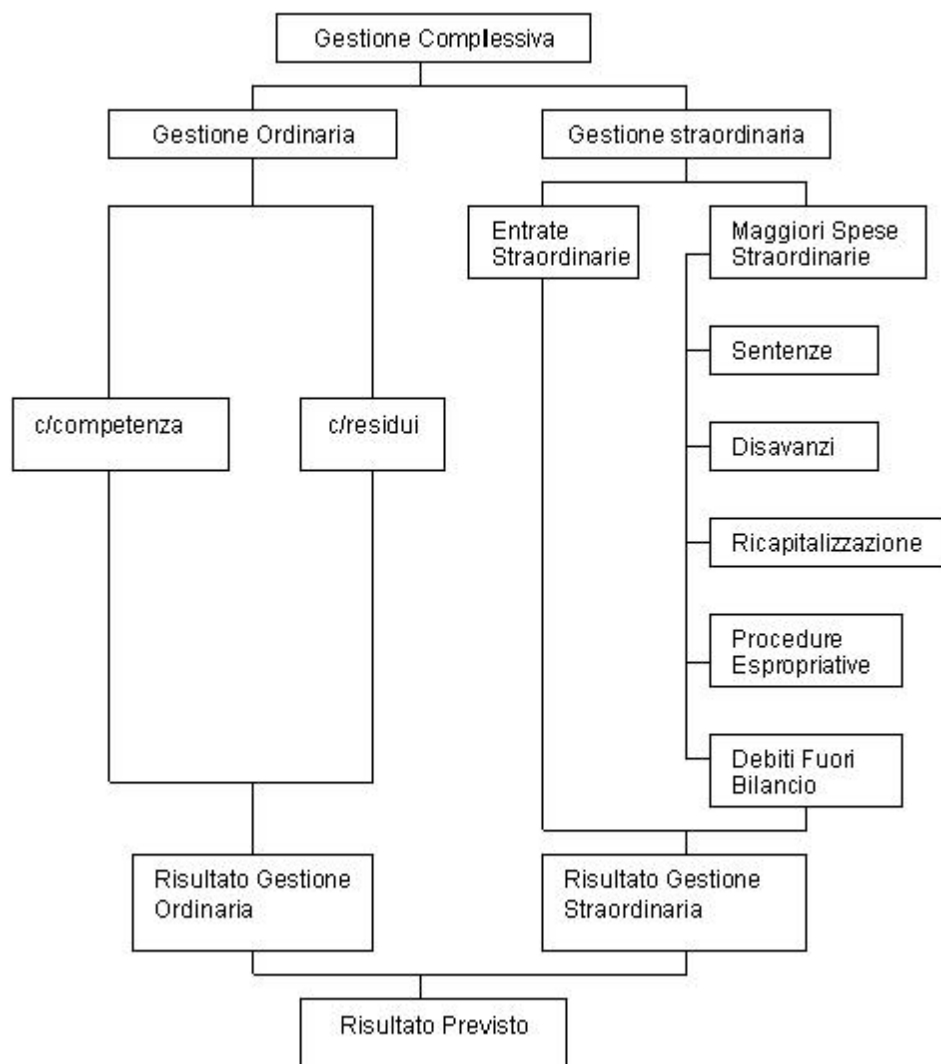 Gestione Complessiva
Gestione Ordinaria
Gestione straordinaria
Entrate
Straordinarie
Maggiori Spese
Straordinarie
Sentenze
c/competenza
c/residui
Disavanzi
Ricapitalizzazione
Procedure
Espropriative
Debiti Fuori
Bilancio
Risultato Gestione
Ordinaria
Risultato Gestione
Straordinaria
Risultato Previsto